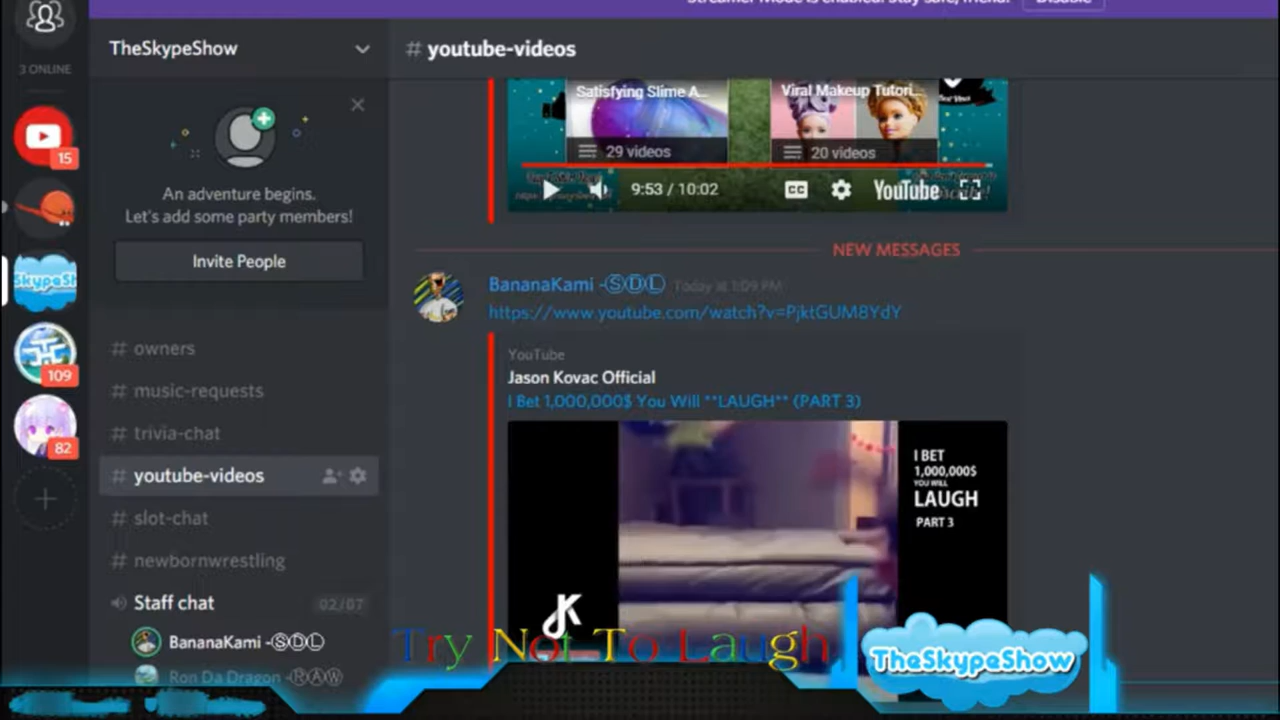 Streamer Mode is enabled. Stay safe, friend.
Disable
3 ONLINE
15
SkypeSh
109
82
TheSkypeShow
An adventure begins.
Let's add some party members!
Invite People
# owners
# music-requests
# trivia-chat
# youtube-videos
# slot-chat
# newbornwrestling
Staff chat
02/07
BananaKami -ⓈⒹⓁ
Ron Da Dragon -ⓇⒶⓌ
# youtube-videos
Satisfying Slime A...
29 videos
Viral Makeup Tutori...
20 videos
9:53 / 10:02
CC
YouTube
NEW MESSAGES
BananaKami -ⓈⒹⓁ Today at 1:09 PM
https://www.youtube.com/watch?v=PjktGUM8YdY
YouTube
Jason Kovac Official
I Bet 1,000,000$ You Will **LAUGH** (PART 3)
I BET
1,000,000$
YOU WILL
LAUGH
PART 3
Try Not To Laugh
TheSkypeShow